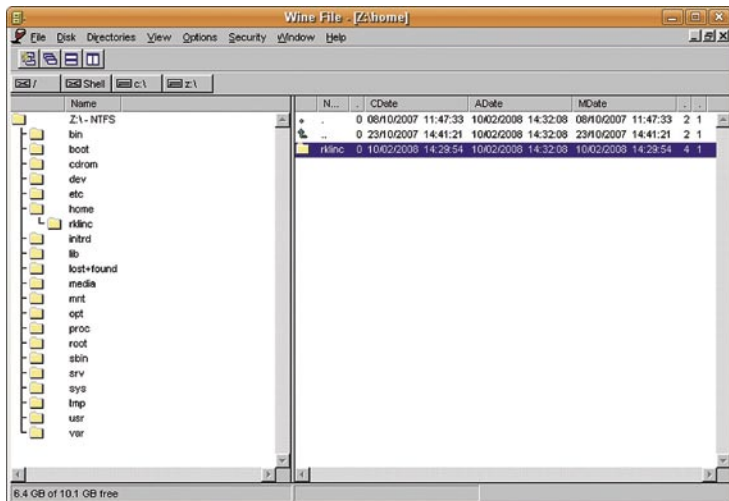 Wine File - [Z:\home]
File Disk Directories View Options Security Window Help
/ Shell c:\ z:\
Name
Z:\ - NTFS
bin
boot
cdrom
dev
etc
home
rklinc
initrd
lib
lost+found
media
mnt
opt
proc
root
sbin
srv
sys
tmp
usr
var
N... . CDate ADate MDate . .
. 0 08/10/2007 11:47:33 10/02/2008 14:32:08 08/10/2007 11:47:33 2 1
.. 0 23/10/2007 14:41:21 10/02/2008 14:32:08 23/10/2007 14:41:21 2 1
rklinc 0 10/02/2008 14:29:54 10/02/2008 14:32:08 10/02/2008 14:29:54 4 1
6.4 GB of 10.1 GB free